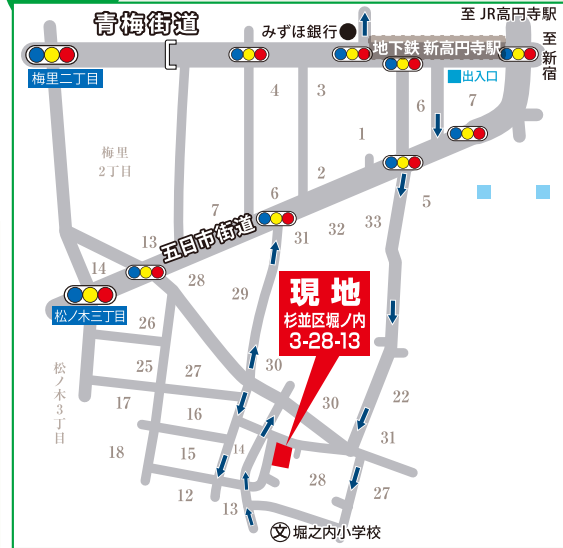 青梅街道
みずほ銀行
至 JR高円寺駅
至 新宿
地下鉄 新高円寺駅
出入口
梅里二丁目
4
3
6
7
1
梅里
2丁目
2
5
6
7
33
32
31
五日市街道
13
14
28
29
松ノ木三丁目
26
現地
杉並区堀ノ内
3-28-13
松ノ木3丁目
25
27
30
30
22
17
16
31
18
15
14
28
27
12
13
文 堀之内小学校